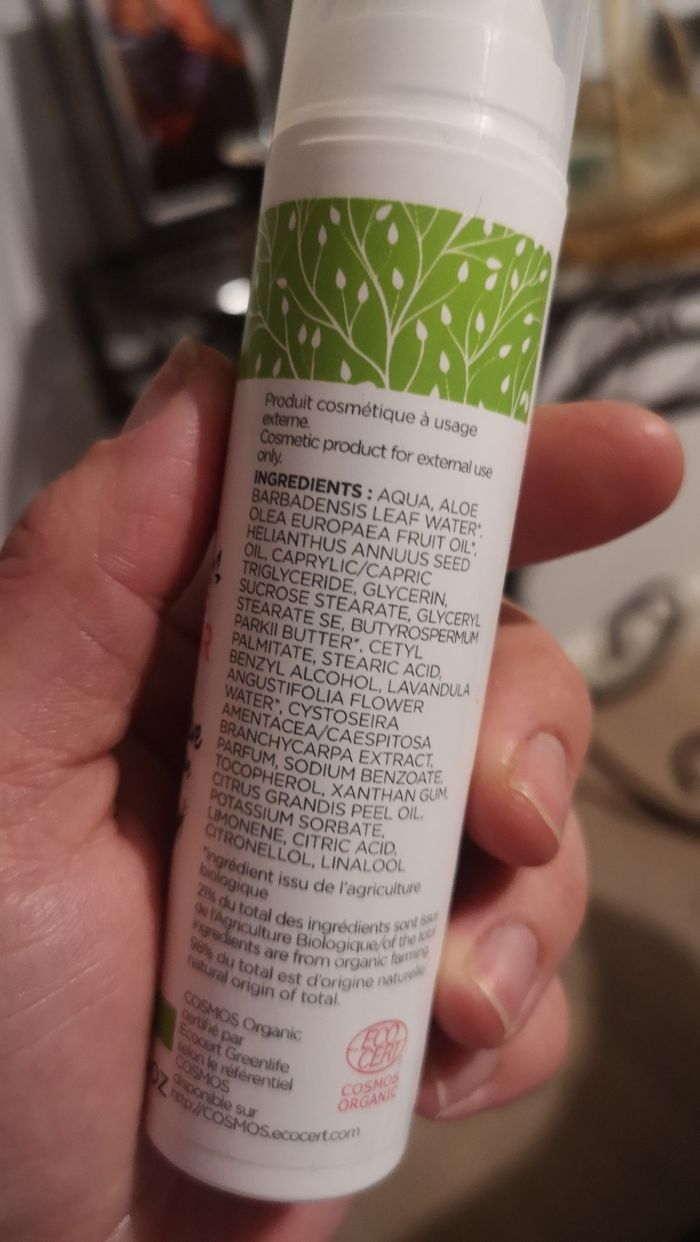 Produit cosmétique à usage
externe.
Cosmetic product for external use
only.
INGREDIENTS : AQUA, ALOE
BARBADENSIS LEAF WATER*,
OLEA EUROPAEA FRUIT OIL*,
HELIANTHUS ANNUUS SEED
OIL, CAPRYLIC/CAPRIC
TRIGLYCERIDE, GLYCERIN,
SUCROSE STEARATE, GLYCERYL
STEARATE SE, BUTYROSPERMUM
PARKII BUTTER*, CETYL
PALMITATE, STEARIC ACID,
BENZYL ALCOHOL, LAVANDULA
ANGUSTIFOLIA FLOWER
WATER*, CYSTOSEIRA
AMENTACEA/CAESPITOSA
BRANCHYCARPA EXTRACT,
PARFUM, SODIUM BENZOATE,
TOCOPHEROL, XANTHAN GUM,
CITRUS GRANDIS PEEL OIL,
POTASSIUM SORBATE,
LIMONENE, CITRIC ACID,
CITRONELLOL, LINALOOL
*Ingrédient issu de l'agriculture
biologique
21% du total des ingrédients sont issus
de l'Agriculture Biologique/of the total
ingredients are from organic farming.
98% du total est d'origine naturelle/
natural origin of total.
COSMOS Organic
certifié par
Ecocert Greenlife
selon le référentiel
COSMOS
disponible sur
http://COSMOS.ecocert.com
ECO
CERT
COSMOS
ORGANIC
OZ